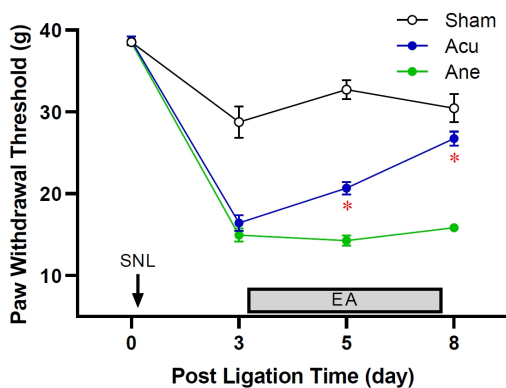 Paw Withdrawal Threshold (g)
40
30
20
10
Sham
Acu
Ane
*
*
SNL
EA
0
3
5
8
Post Ligation Time (day)